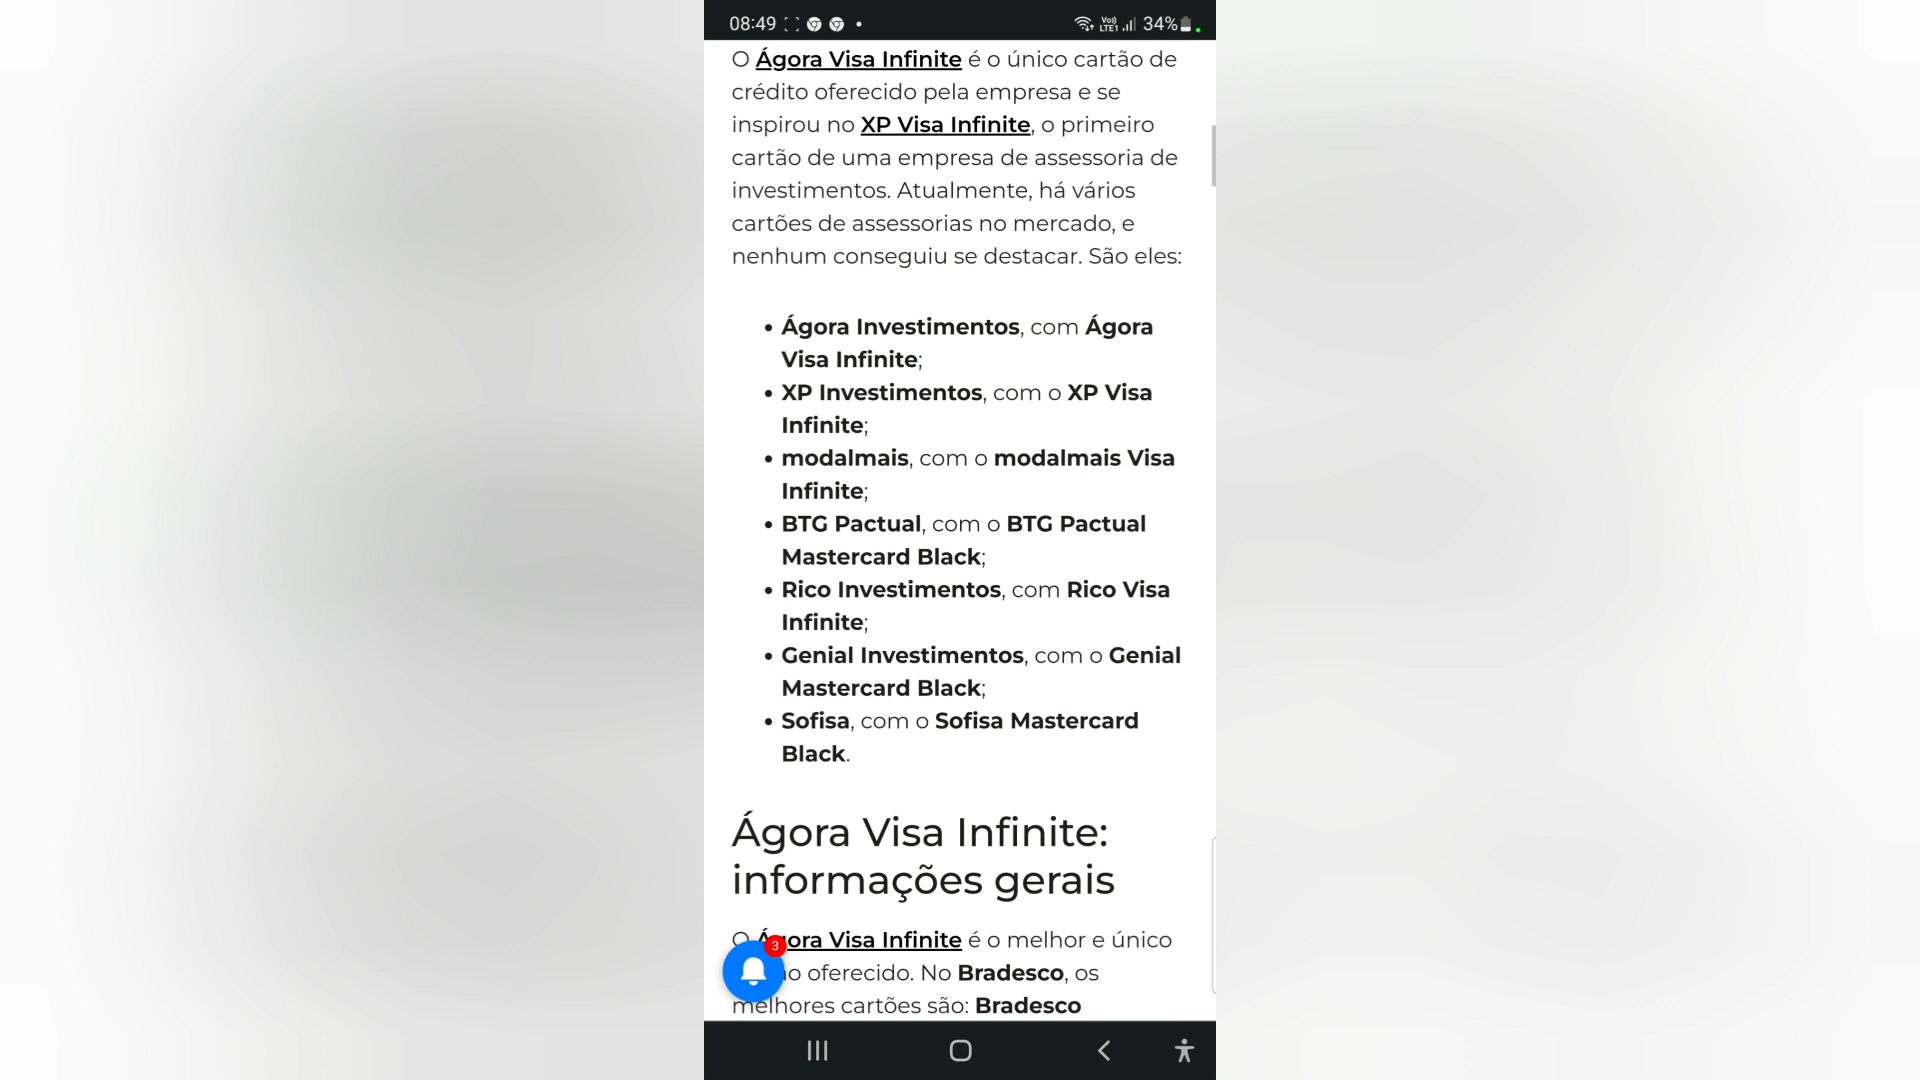 08:49
Vo))
LTE1
34%
O Ágora Visa Infinite é o único cartão de
crédito oferecido pela empresa e se
inspirou no XP Visa Infinite, o primeiro
cartão de uma empresa de assessoria de
investimentos. Atualmente, há vários
cartões de assessorias no mercado, e
nenhum conseguiu se destacar. São eles:
• Ágora Investimentos, com Ágora
Visa Infinite;
• XP Investimentos, com o XP Visa
Infinite;
• modalmais, com o modalmais Visa
Infinite;
• BTG Pactual, com o BTG Pactual
Mastercard Black;
• Rico Investimentos, com Rico Visa
Infinite;
• Genial Investimentos, com o Genial
Mastercard Black;
• Sofisa, com o Sofisa Mastercard
Black.
Ágora Visa Infinite:
informações gerais
O Ágora Visa Infinite é o melhor e único
3
oferecido. No Bradesco, os
melhores cartões são: Bradesco